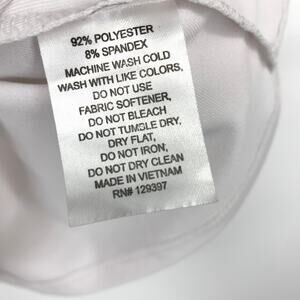 92% POLYESTER
8% SPANDEX
MACHINE WASH COLD
WASH WITH LIKE COLORS,
DO NOT USE
FABRIC SOFTENER,
DO NOT BLEACH
DO NOT TUMBLE DRY,
DRY FLAT,
DO NOT IRON,
DO NOT DRY CLEAN
MADE IN VIETNAM
RN# 129397